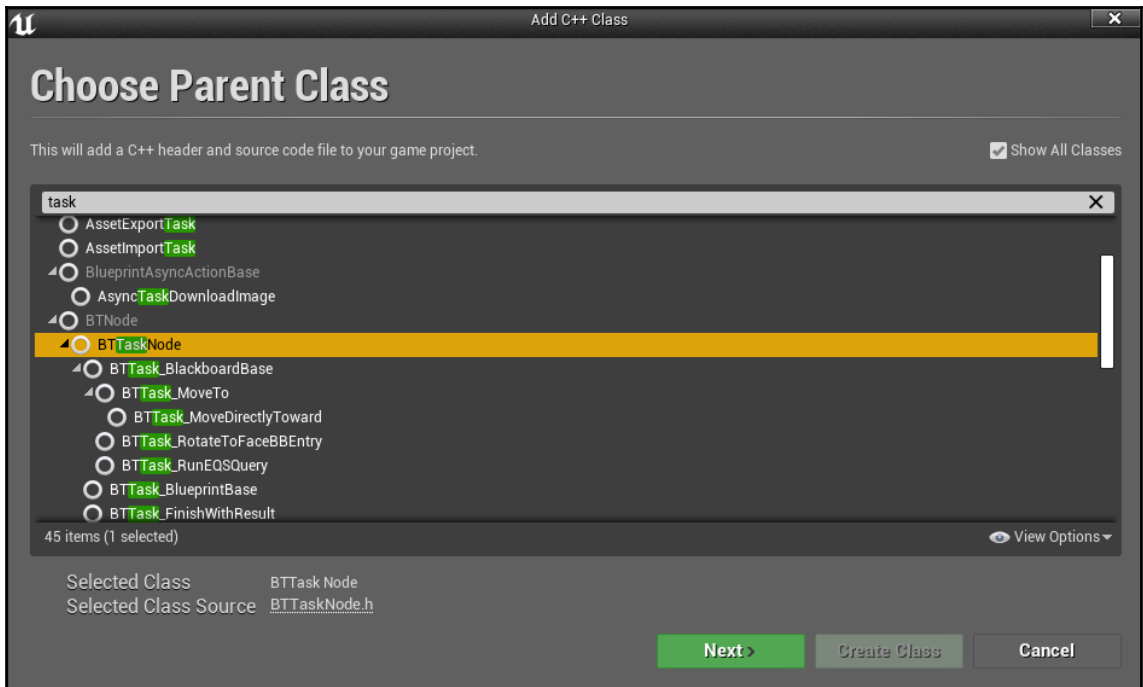 Add C++ Class
Choose Parent Class
This will add a C++ header and source code file to your game project.
Show All Classes
task
AssetExportTask
AssetImportTask
BlueprintAsyncActionBase
AsyncTaskDownloadImage
BTNode
BTTaskNode
BTTask_BlackboardBase
BTTask_MoveTo
BTTask_MoveDirectlyToward
BTTask_RotateToFaceBBEntry
BTTask_RunEQSQuery
BTTask_BlueprintBase
BTTask_FinishWithResult
45 items (1 selected)
View Options
Selected Class BTTask Node
Selected Class Source BTTaskNode.h
Next> Create Class Cancel